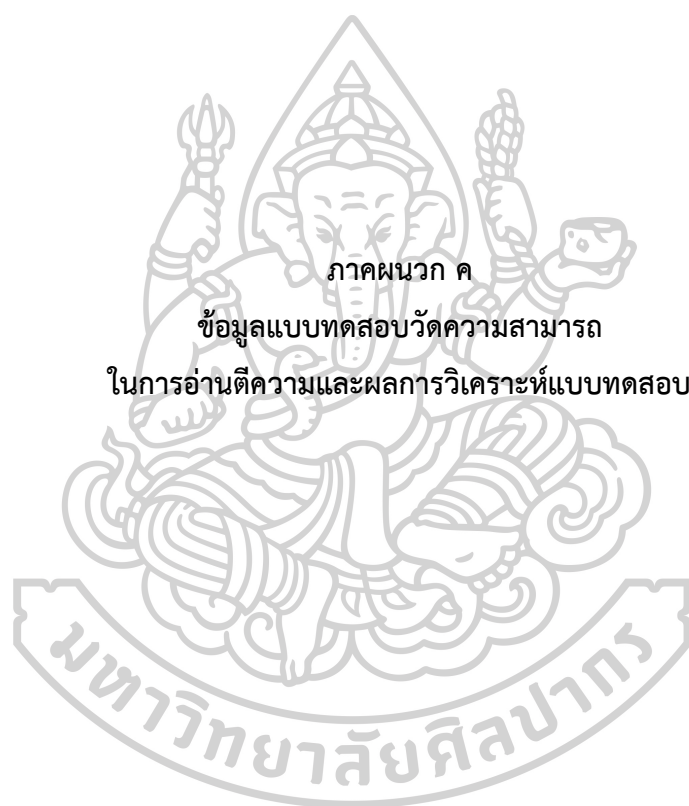 ภาคผนวก ค
ข้อมูลแบบทดสอบวัดความสามารถ
ในการอ่านตีความและผลการวิเคราะห์แบบทดสอบ
มหาวิทยาลัยศิลปากร